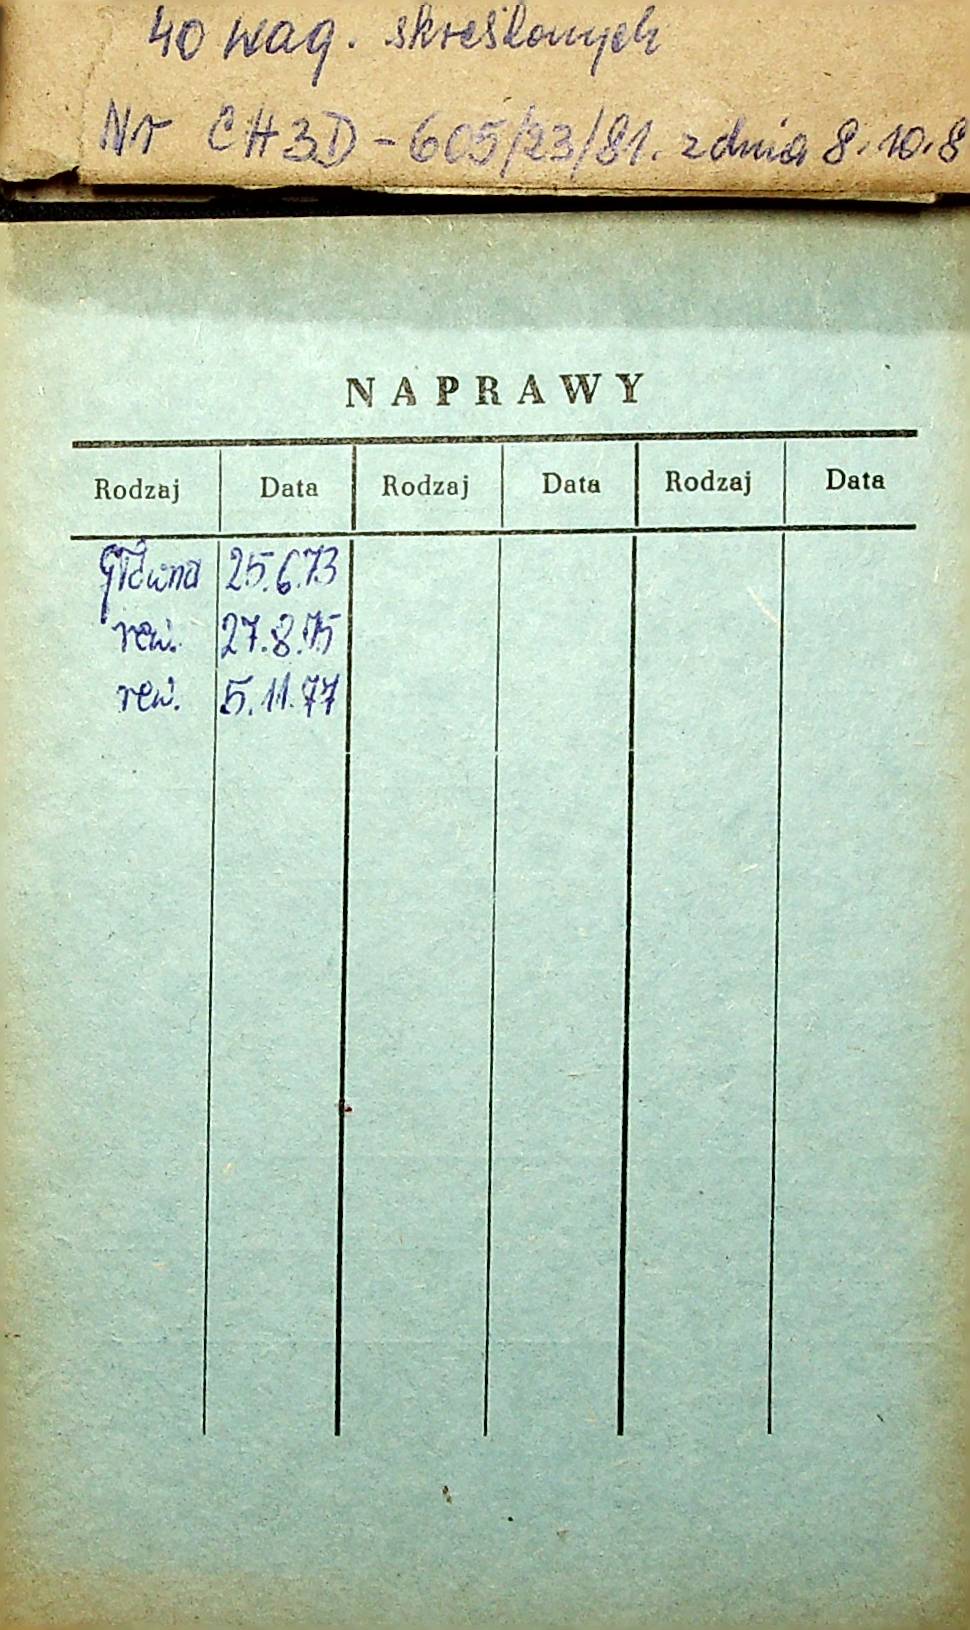 40 wag. skreślonych
Nr CH3D-605/23/81. z dnia 8.10.8
NAPRAWY
Rodzaj Data Rodzaj Data Rodzaj Data
główna 25.6.73
rew. 27.8.75
rew. 5.11.77